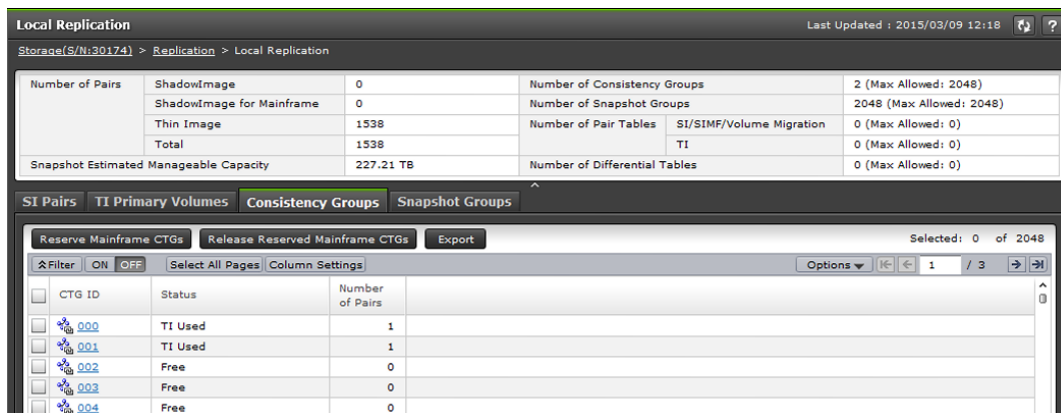 Local Replication
Last Updated : 2015/03/09 12:18
?
Storage(S/N:30174) > Replication > Local Replication
Number of Pairs ShadowImage 0 Number of Consistency Groups 2 (Max Allowed: 2048)
ShadowImage for Mainframe 0 Number of Snapshot Groups 2048 (Max Allowed: 2048)
Thin Image 1538 Number of Pair Tables SI/SIMF/Volume Migration 0 (Max Allowed: 0)
Total 1538 TI 0 (Max Allowed: 0)
Snapshot Estimated Manageable Capacity 227.21 TB Number of Differential Tables 0 (Max Allowed: 0)
SI Pairs TI Primary Volumes Consistency Groups Snapshot Groups
Reserve Mainframe CTGs Release Reserved Mainframe CTGs Export Selected: 0 of 2048
Filter ON OFF Select All Pages Column Settings Options 1 / 3
CTG ID Status Number of Pairs
000 TI Used 1
001 TI Used 1
002 Free 0
003 Free 0
004 Free 0